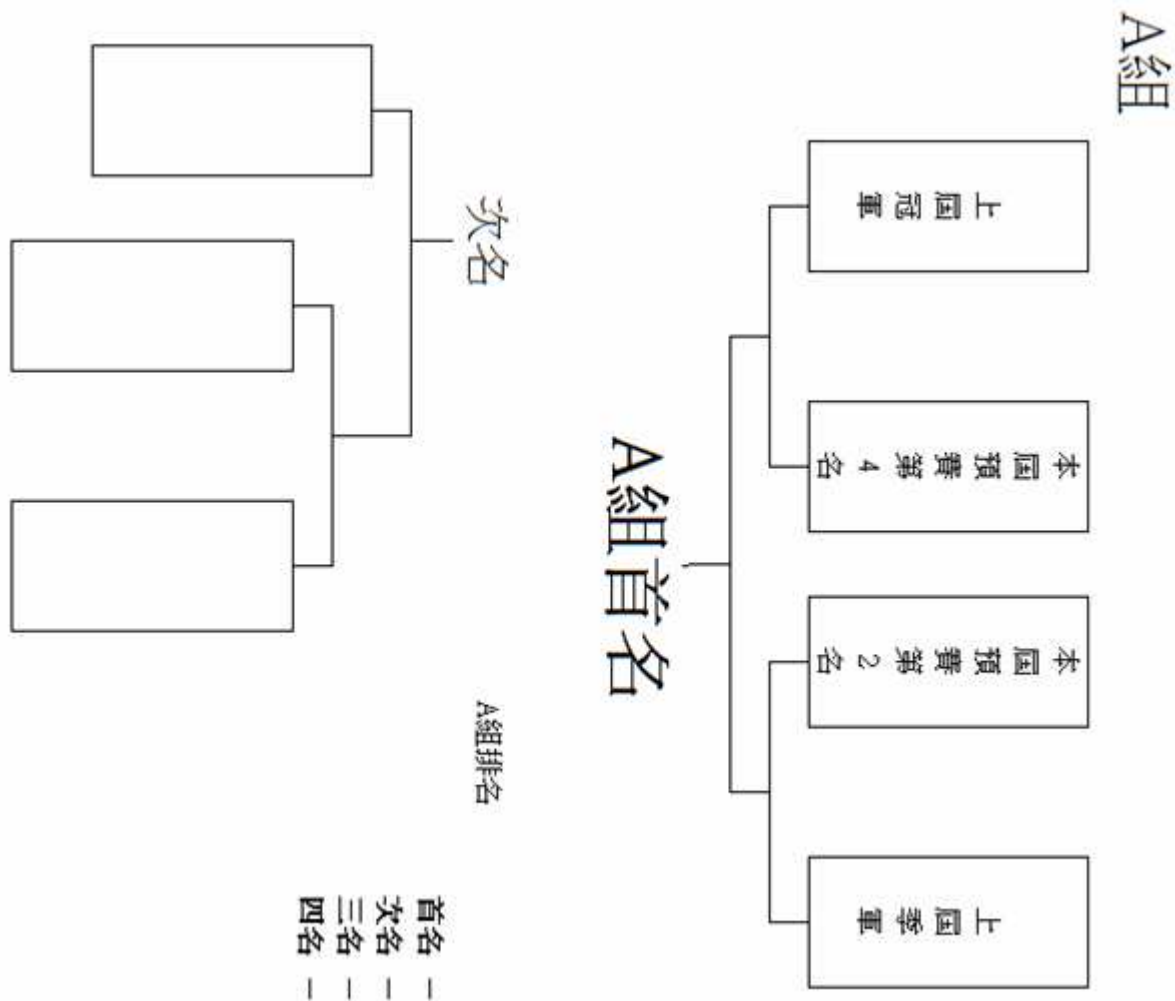 A組
上屆冠軍
本屆預賽第4名
本屆預賽第2名
上屆季軍
A組首名
次名
A組排名
首名 –
次名 –
三名 –
四名 –